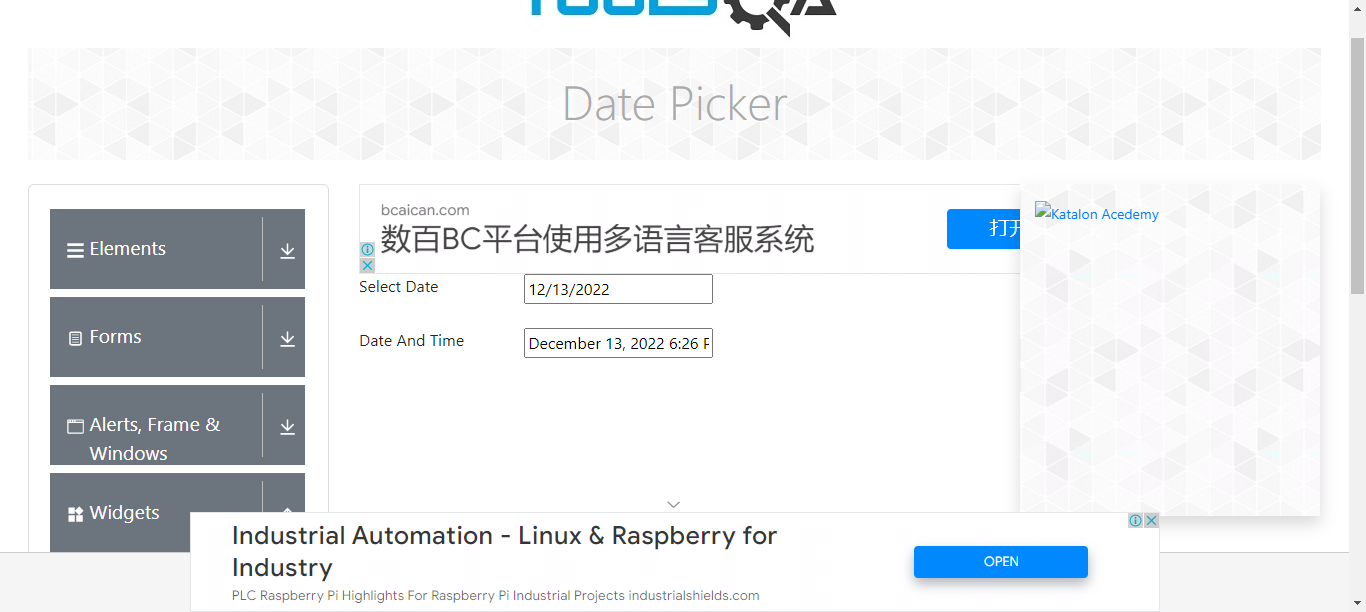 TOOLSQA
Date Picker
Elements
Forms
Alerts, Frame &
Windows
Widgets
bcaican.com
数百BC平台使用多语言客服系统
打开
Select Date
12/13/2022
Date And Time
December 13, 2022 6:26 P
Katalon Acedemy
Industrial Automation - Linux & Raspberry for
Industry
PLC Raspberry Pi Highlights For Raspberry Pi Industrial Projects industrialshields.com
OPEN